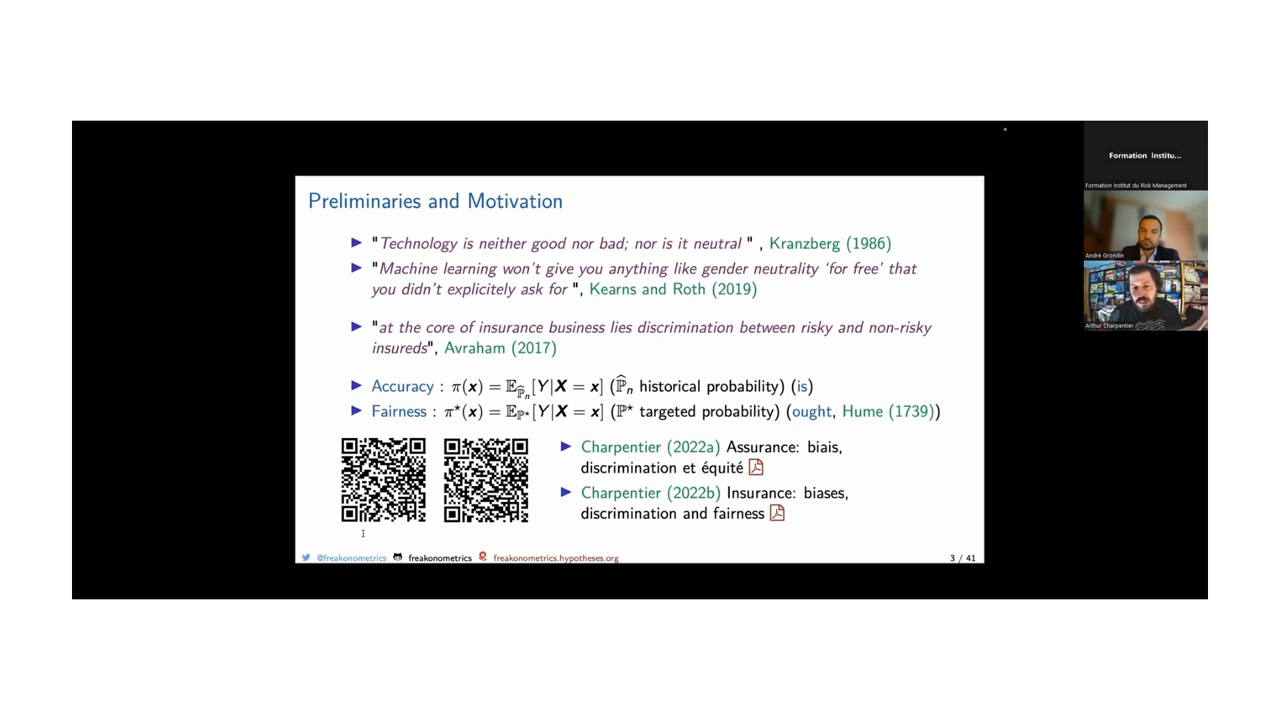 Formation Institu...
Formation Institut du Risk Management
André Grondin
Arthur Charpentier
Preliminaries and Motivation
▶ "Technology is neither good nor bad; nor is it neutral " , Kranzberg (1986)
▶ "Machine learning won't give you anything like gender neutrality ‘for free’ that
you didn't explicitely ask for ", Kearns and Roth (2019)
▶ "at the core of insurance business lies discrimination between risky and non-risky
insureds", Avraham (2017)
▶ Accuracy : π(x) = 𝔼_ℙ̂ₙ[Y|X = x] (ℙ̂ₙ historical probability) (is)
▶ Fairness : π⋆(x) = 𝔼_ℙ⋆[Y|X = x] (ℙ⋆ targeted probability) (ought, Hume (1739))
▶ Charpentier (2022a) Assurance: biais,
discrimination et équité
▶ Charpentier (2022b) Insurance: biases,
discrimination and fairness
@freakonometrics freakonometrics freakonometrics.hypotheses.org 3 / 41